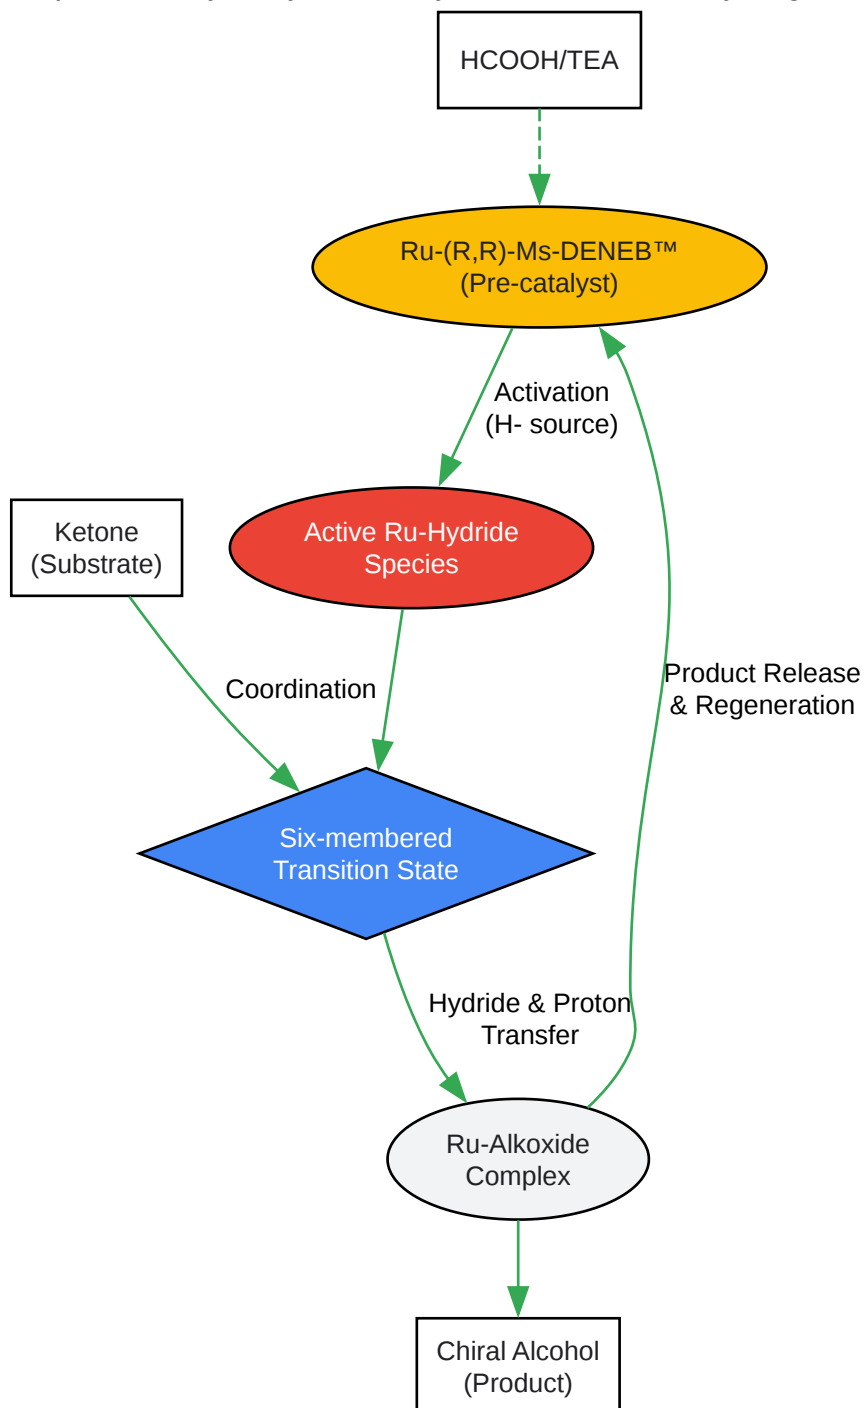 HCOOH/TEA
Ru-(R,R)-Ms-DENEB™
(Pre-catalyst)
Activation
(H- source)
Ketone
(Substrate)
Active Ru-Hydride
Species
Coordination
Product Release
& Regeneration
Six-membered
Transition State
Hydride & Proton
Transfer
Ru-Alkoxide
Complex
Chiral Alcohol
(Product)